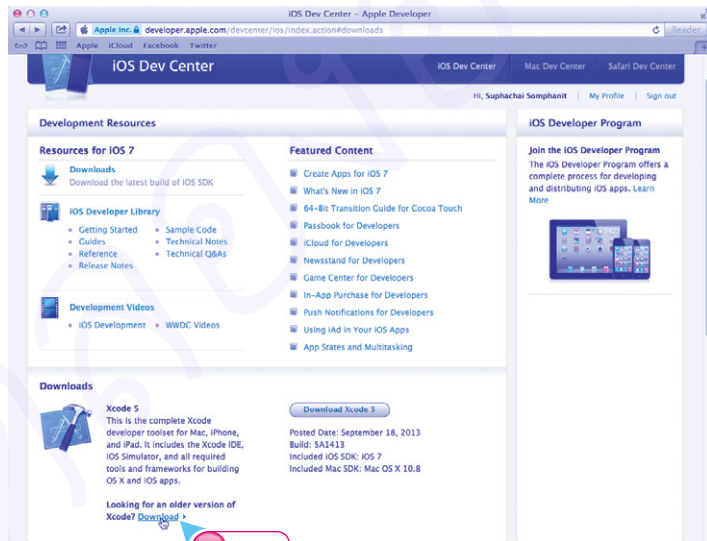 iOS Dev Center – Apple Developer
Apple Inc. developer.apple.com/devcenter/ios/index.action#downloads
Reader
Apple iCloud Facebook Twitter
iOS Dev Center
iOS Dev Center Mac Dev Center Safari Dev Center
Hi, Suphachai Somphanit | My Profile | Sign out
Development Resources
Resources for iOS 7
Downloads
Download the latest build of iOS SDK
iOS Developer Library
Getting Started
Guides
Reference
Release Notes
Sample Code
Technical Notes
Technical Q&As
Development Videos
iOS Development
WWDC Videos
Featured Content
Create Apps for iOS 7
What's New in iOS 7
64-Bit Transition Guide for Cocoa Touch
Passbook for Developers
iCloud for Developers
Newsstand for Developers
Game Center for Developers
In-App Purchase for Developers
Push Notifications for Developers
Using iAd in Your iOS Apps
App States and Multitasking
iOS Developer Program
Join the iOS Developer Program
The iOS Developer Program offers a
complete process for developing
and distributing iOS apps. Learn
More
Downloads
Xcode 5
This is the complete Xcode
developer toolset for Mac, iPhone,
and iPad. It includes the Xcode IDE,
iOS Simulator, and all required
tools and frameworks for building
OS X and iOS apps.
Looking for an older version of
Xcode? Download
Download Xcode 5
Posted Date: September 18, 2013
Build: 5A1413
Included iOS SDK: iOS 7
Included Mac SDK: Mac OS X 10.8